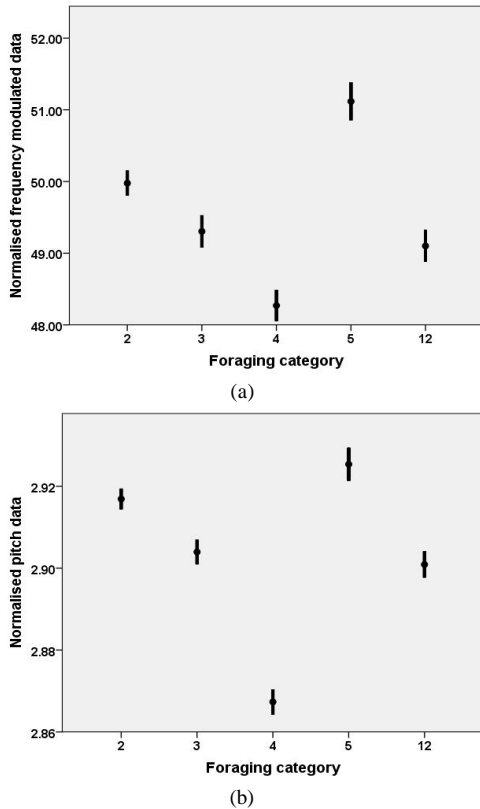 Normalised frequency modulated data
52.00
51.00
50.00
49.00
48.00
2 3 4 5 12
Foraging category
(a)
Normalised pitch data
2.92
2.90
2.88
2.86
2 3 4 5 12
Foraging category
(b)